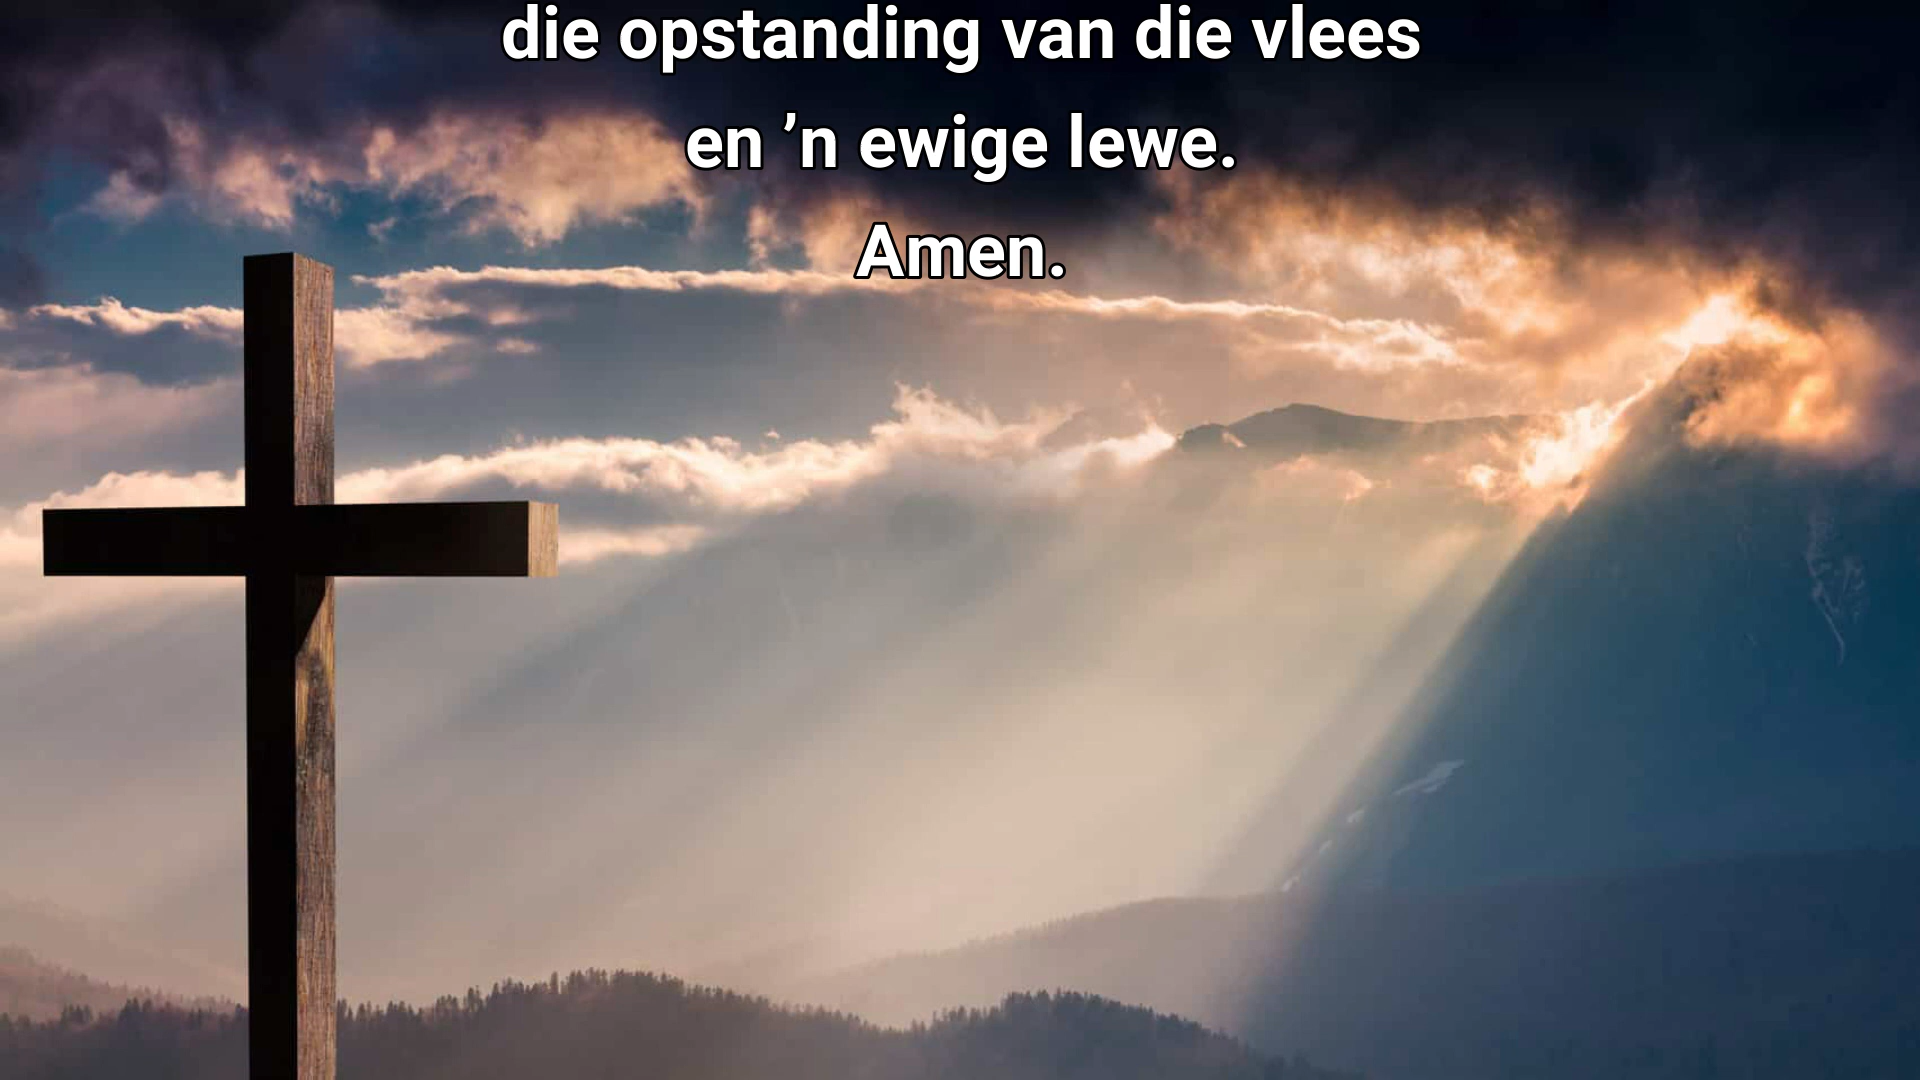 die opstanding van die vlees
en ’n ewige lewe.
Amen.